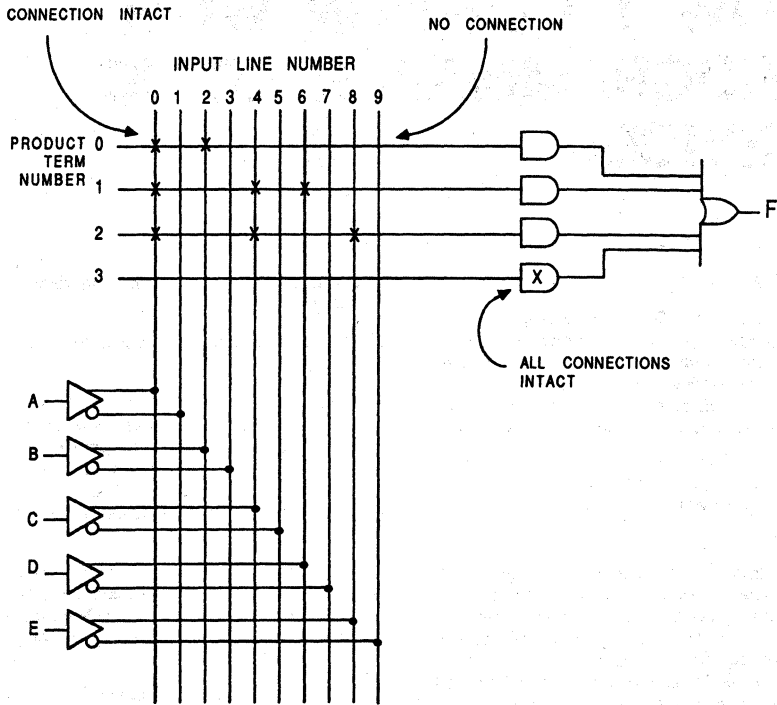 CONNECTION INTACT
NO CONNECTION
INPUT LINE NUMBER
0 1 2 3 4 5 6 7 8 9
PRODUCT 0
TERM
NUMBER 1
2
3
F
X
ALL CONNECTIONS
INTACT
A
B
C
D
E